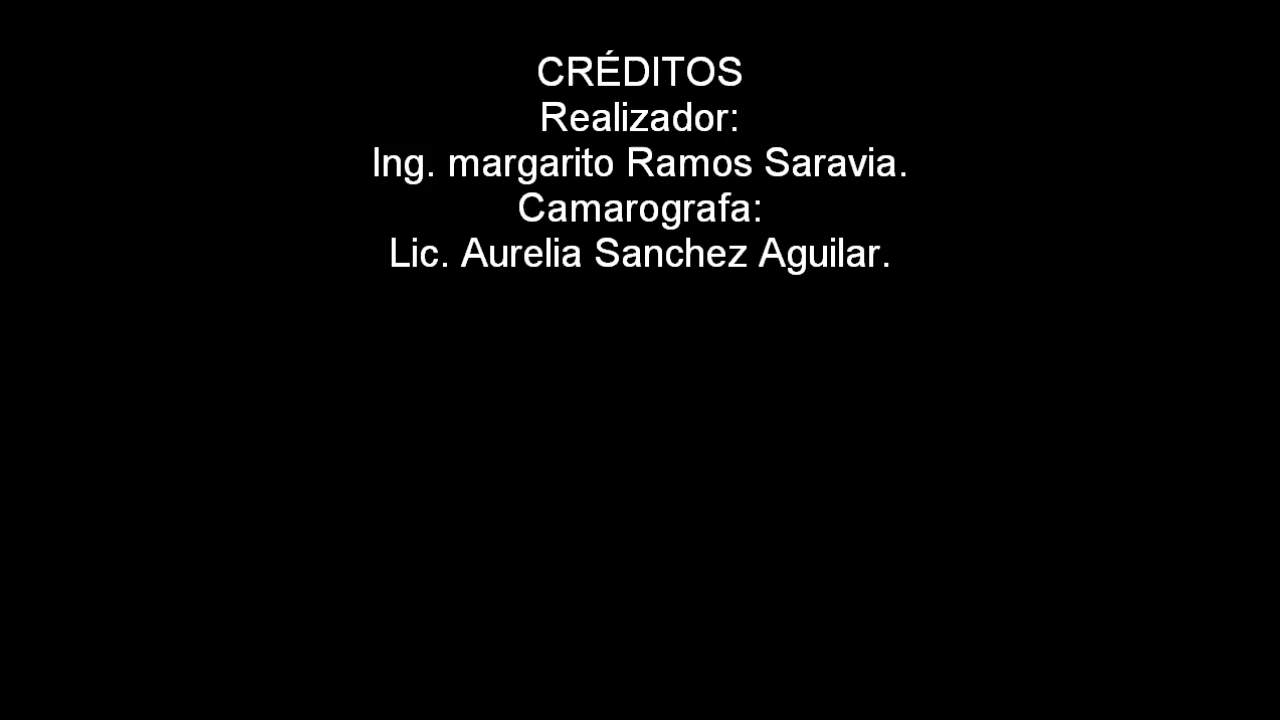 CRÉDITOS
Realizador:
Ing. margarito Ramos Saravia.
Camarografa:
Lic. Aurelia Sanchez Aguilar.